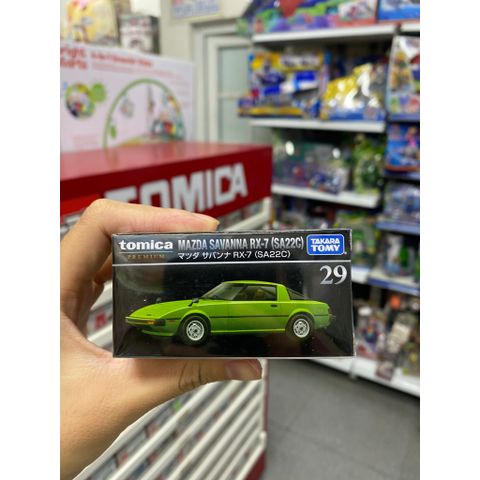 TOMICA
tomica MAZDA SAVANNA RX-7 (SA22C)
PREMIUM マツダ サバンナ RX-7 (SA22C)
TAKARA
TOMY
29